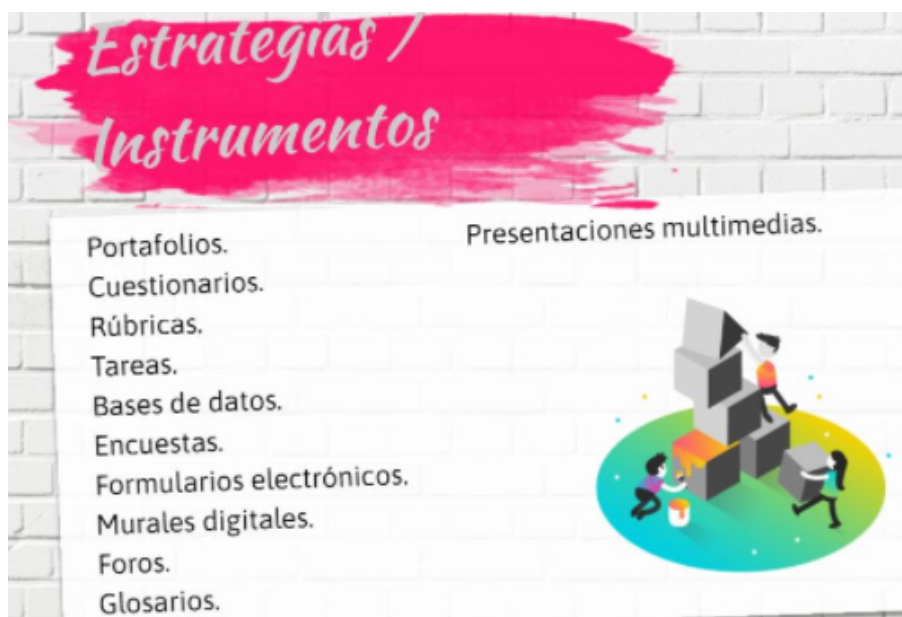 Estrategias /
Instrumentos
Portafolios.
Cuestionarios.
Rúbricas.
Tareas.
Bases de datos.
Encuestas.
Formularios electrónicos.
Murales digitales.
Foros.
Glosarios.
Presentaciones multimedias.